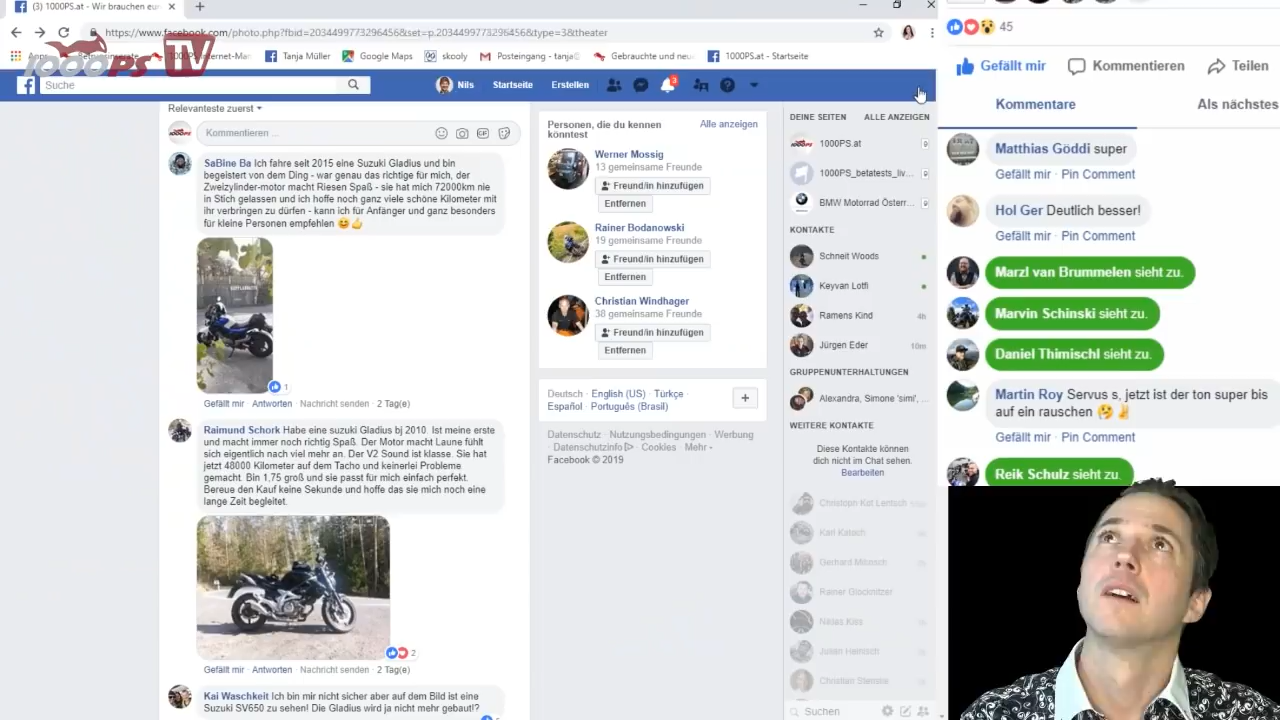 (3) 1000PS.at - Wir brauchen eur
https://www.facebook.com/photo.php?fbid=2034499773296456&set=p.2034499773296456&type=3&theater
Apps
Tanja Müller
Google Maps
skooly
Posteingang - tanja@
Gebrauchte und neue
1000PS.at - Startseite
1000PS TV
Suche
Nils
Startseite
Erstellen
3
Relevanteste zuerst
Kommentieren ...
GIF
SaBine Ba Ich fahre seit 2015 eine Suzuki Gladius und bin
begeistert von dem Ding - war genau das richtige für mich, der
Zweizylinder-motor macht Riesen Spaß - sie hat mich 72000km nie
in Stich gelassen und ich hoffe noch ganz viele schöne Kilometer mit
ihr verbringen zu dürfen - kann ich für Anfänger und ganz besonders
für kleine Personen empfehlen 😊👍
1
Gefällt mir · Antworten · Nachricht senden · 2 Tag(e)
Raimund Schork Habe eine suzuki Gladius bj 2010. Ist meine erste
und macht immer noch richtig Spaß. Der Motor macht Laune fühlt
sich eigentlich nach viel mehr an. Der V2 Sound ist klasse. Sie hat
jetzt 48000 Kilometer auf dem Tacho und keinerlei Probleme
gemacht. Bin 1,75 groß und sie passt für mich einfach perfekt.
Bereue den Kauf keine Sekunde und hoffe das sie mich noch eine
lange Zeit begleitet.
2
Gefällt mir · Antworten · Nachricht senden · 2 Tag(e)
Kai Waschkeit Ich bin mir nicht sicher aber auf dem Bild ist eine
Suzuki SV650 zu sehen! Die Gladius wird ja nicht mehr gebaut!?
Personen, die du kennen
könntest
Alle anzeigen
Werner Mossig
13 gemeinsame Freunde
Freund/in hinzufügen
Entfernen
Rainer Bodanowski
19 gemeinsame Freunde
Freund/in hinzufügen
Entfernen
Christian Windhager
38 gemeinsame Freunde
Freund/in hinzufügen
Entfernen
Deutsch · English (US) · Türkçe ·
Español · Português (Brasil)
Datenschutz · Nutzungsbedingungen · Werbung
· Datenschutzinfo · Cookies · Mehr
Facebook © 2019
DEINE SEITEN
ALLE ANZEIGEN
1000PS.at
1000PS_betatests_liv...
BMW Motorrad Österr...
KONTAKTE
Schneit Woods
Keyvan Lotfi
Ramens Kind
4h
Jürgen Eder
10m
GRUPPENUNTERHALTUNGEN
Alexandra, Simone 'simi', ...
WEITERE KONTAKTE
Diese Kontakte können
dich nicht im Chat sehen.
Bearbeiten
Karl Katoch
Rainer Glocknitzer
Niklas Kiss
Suchen
45
Gefällt mir
Kommentieren
Teilen
Kommentare
Als nächstes
Matthias Göddi super
Gefällt mir · Pin Comment
Hol Ger Deutlich besser!
Gefällt mir · Pin Comment
Marzl van Brummelen sieht zu.
Marvin Schinski sieht zu.
Daniel Thimischl sieht zu.
Martin Roy Servus s, jetzt ist der ton super bis
auf ein rauschen 🤔✌
Gefällt mir · Pin Comment
Reik Schulz sieht zu.